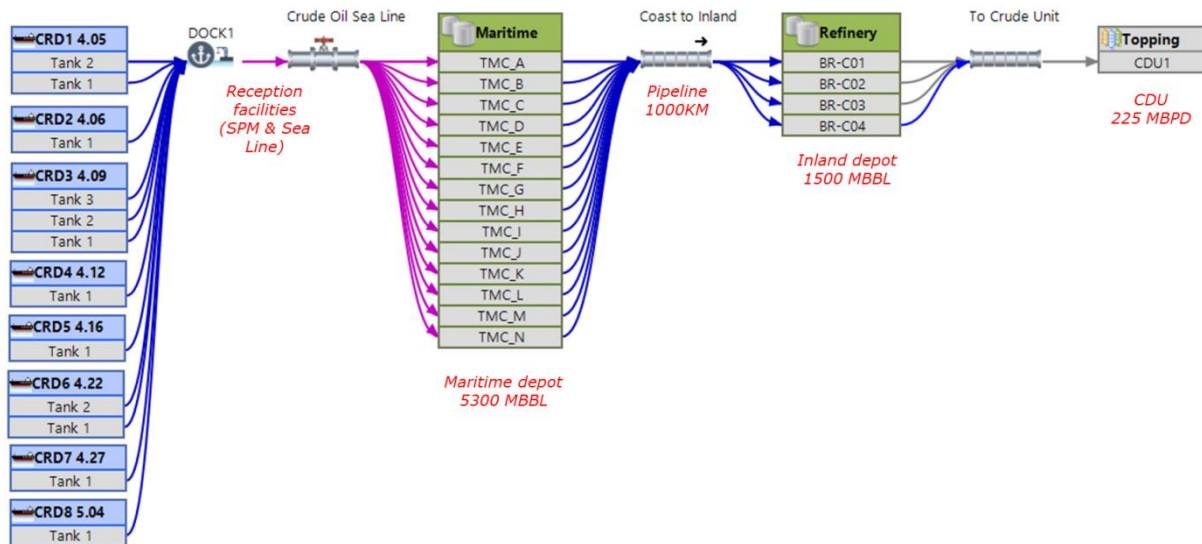 CRD1 4.05
Tank 2
Tank 1
CRD2 4.06
Tank 1
CRD3 4.09
Tank 3
Tank 2
Tank 1
CRD4 4.12
Tank 1
CRD5 4.16
Tank 1
CRD6 4.22
Tank 2
Tank 1
CRD7 4.27
Tank 1
CRD8 5.04
Tank 1
DOCK1
Reception
facilities
(SPM & Sea
Line)
Crude Oil Sea Line
Maritime
TMC_A
TMC_B
TMC_C
TMC_D
TMC_E
TMC_F
TMC_G
TMC_H
TMC_I
TMC_J
TMC_K
TMC_L
TMC_M
TMC_N
Maritime depot
5300 MBBL
Coast to Inland
Pipeline
1000KM
Refinery
BR-C01
BR-C02
BR-C03
BR-C04
Inland depot
1500 MBBL
To Crude Unit
Topping
CDU1
CDU
225 MBPD